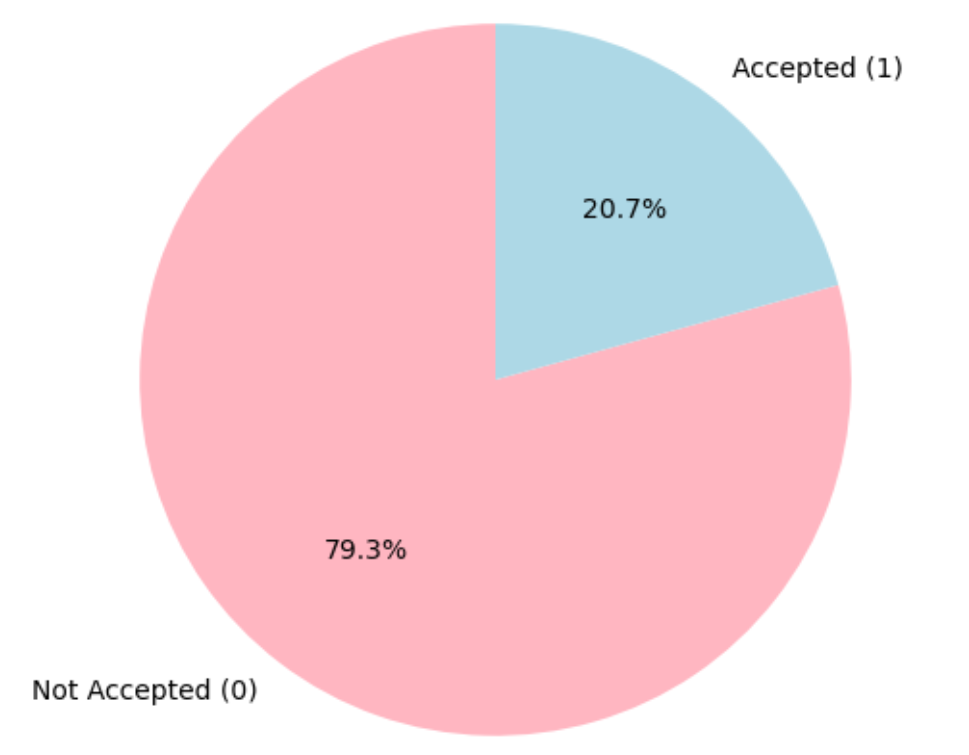 Accepted (1)
20.7%
79.3%
Not Accepted (0)